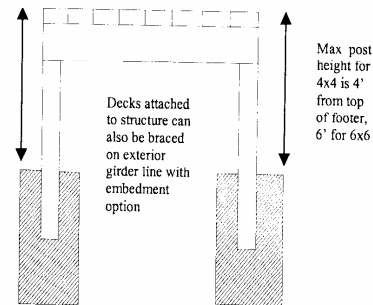 Decks attached
to structure can
also be braced
on exterior
girder line with
embedment
option
Max post
height for
4x4 is 4'
from top
of footer,
6' for 6x6